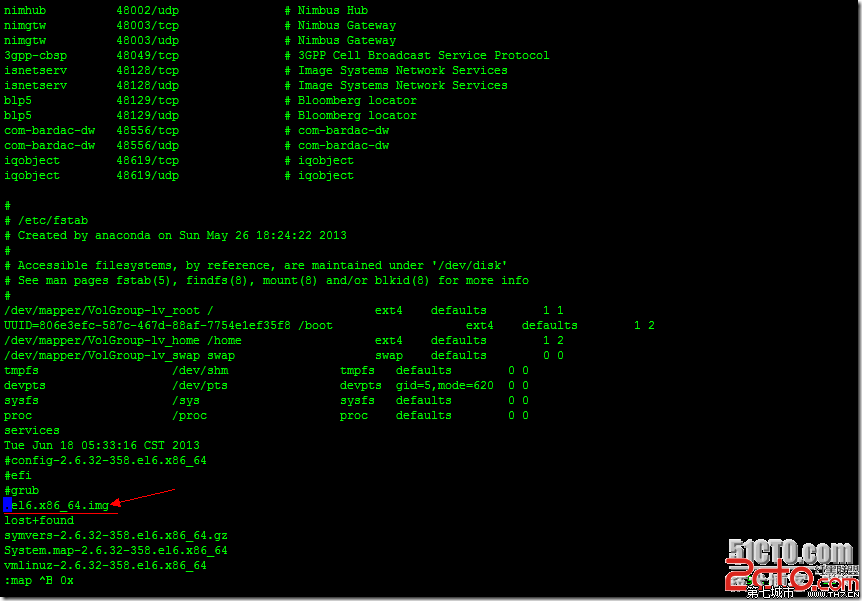 nimhub          48002/udp               # Nimbus Hub
nimgtw          48003/tcp               # Nimbus Gateway
nimgtw          48003/udp               # Nimbus Gateway
3gpp-cbsp       48049/tcp               # 3GPP Cell Broadcast Service Protocol
isnetserv       48128/tcp               # Image Systems Network Services
isnetserv       48128/udp               # Image Systems Network Services
blp5            48129/tcp               # Bloomberg locator
blp5            48129/udp               # Bloomberg locator
com-bardac-dw   48556/tcp               # com-bardac-dw
com-bardac-dw   48556/udp               # com-bardac-dw
iqobject        48619/tcp               # iqobject
iqobject        48619/udp               # iqobject
#
# /etc/fstab
# Created by anaconda on Sun May 26 18:24:22 2013
#
# Accessible filesystems, by reference, are maintained under '/dev/disk'
# See man pages fstab(5), findfs(8), mount(8) and/or blkid(8) for more info
#
/dev/mapper/VolGroup-lv_root /                       ext4    defaults        1 1
UUID=806e3efc-587c-467d-88af-7754e1ef35f8 /boot                   ext4    defaults        1 2
/dev/mapper/VolGroup-lv_home /home                   ext4    defaults        1 2
/dev/mapper/VolGroup-lv_swap swap                    swap    defaults        0 0
tmpfs                   /dev/shm                tmpfs   defaults        0 0
devpts                  /dev/pts                devpts  gid=5,mode=620  0 0
sysfs                   /sys                    sysfs   defaults        0 0
proc                    /proc                   proc    defaults        0 0
services
Tue Jun 18 05:33:16 CST 2013
#config-2.6.32-358.el6.x86_64
#efi
#grub
.el6.x86_64.img
lost+found
symvers-2.6.32-358.el6.x86_64.gz
System.map-2.6.32-358.el6.x86_64
vmlinuz-2.6.32-358.el6.x86_64
:map ^B 0x
51CTO.com
2cto.com
第七城市 www.TH7.CN